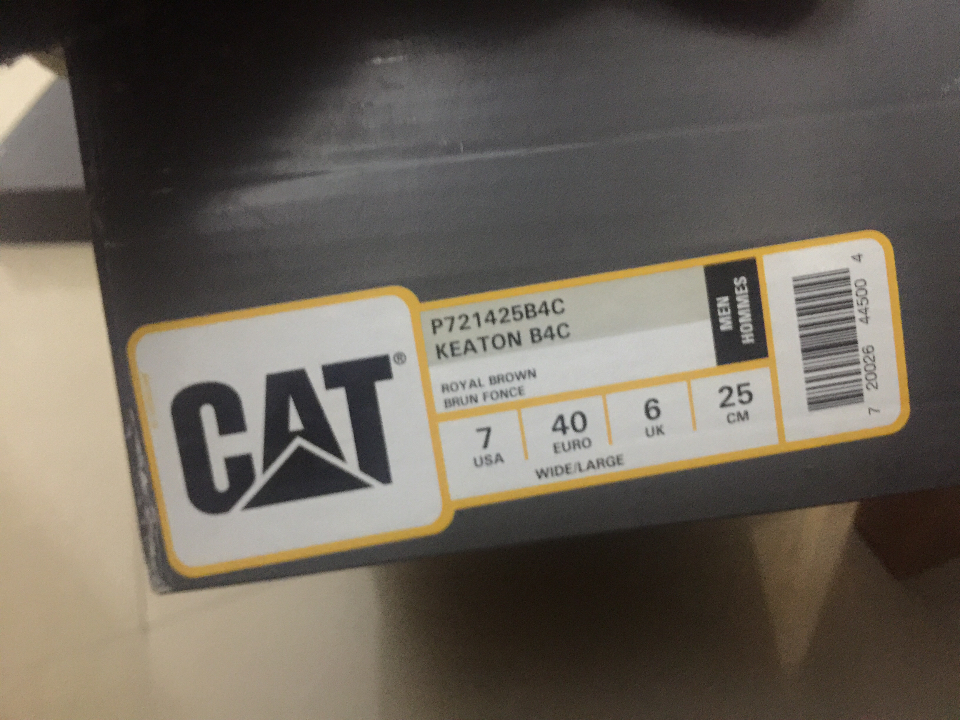 CAT®
P721425B4C
KEATON B4C
MEN
HOMMES
ROYAL BROWN
BRUN FONCE
7 USA
40 EURO
6 UK
25 CM
WIDE/LARGE
7 20026 44500 4